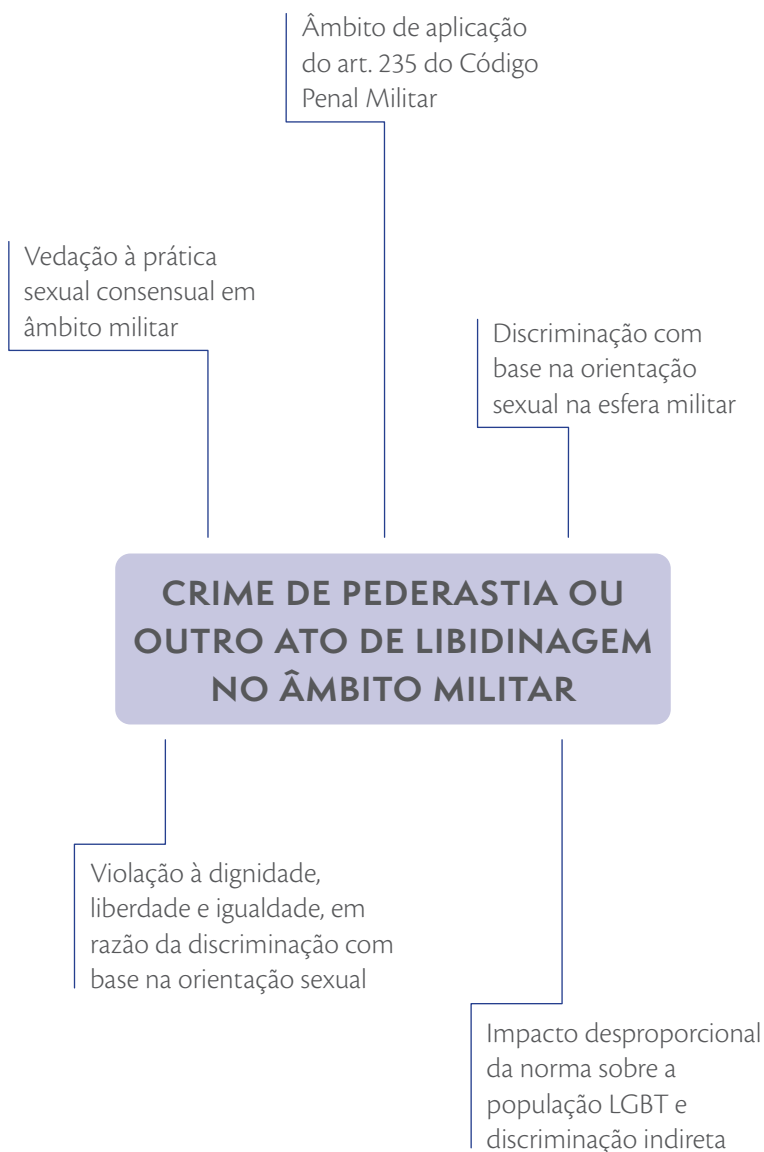 Âmbito de aplicação
do art. 235 do Código
Penal Militar
Vedação à prática
sexual consensual em
âmbito militar
Discriminação com
base na orientação
sexual na esfera militar
CRIME DE PEDERASTIA OU
OUTRO ATO DE LIBIDINAGEM
NO ÂMBITO MILITAR
Violação à dignidade,
liberdade e igualdade, em
razão da discriminação com
base na orientação sexual
Impacto desproporcional
da norma sobre a
população LGBT e
discriminação indireta